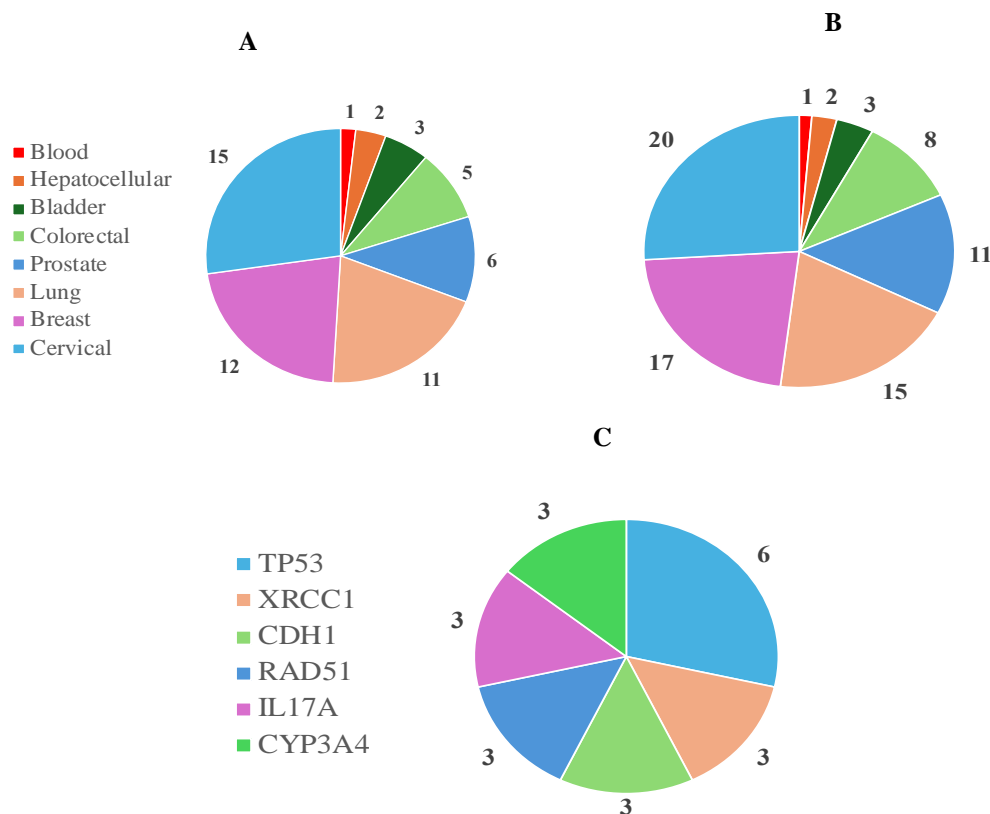 A
B
Blood
Hepatocellular
Bladder
Colorectal
Prostate
Lung
Breast
Cervical
1
2
3
5
6
11
12
15
1
2
3
8
11
15
17
20
C
TP53
XRCC1
CDH1
RAD51
IL17A
CYP3A4
6
3
3
3
3
3